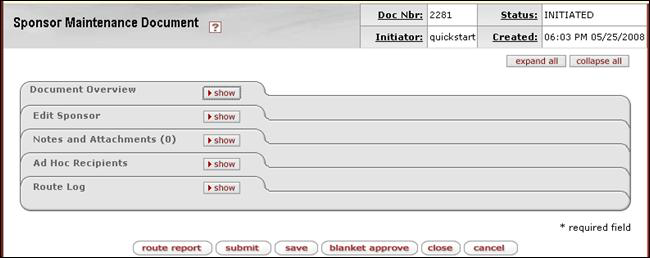 Sponsor Maintenance Document ?
Doc Nbr: 2281 Status: INITIATED
Initiator: quickstart Created: 06:03 PM 05/25/2008
expand all collapse all
Document Overview show
Edit Sponsor show
Notes and Attachments (0) show
Ad Hoc Recipients show
Route Log show
* required field
route report submit save blanket approve close cancel